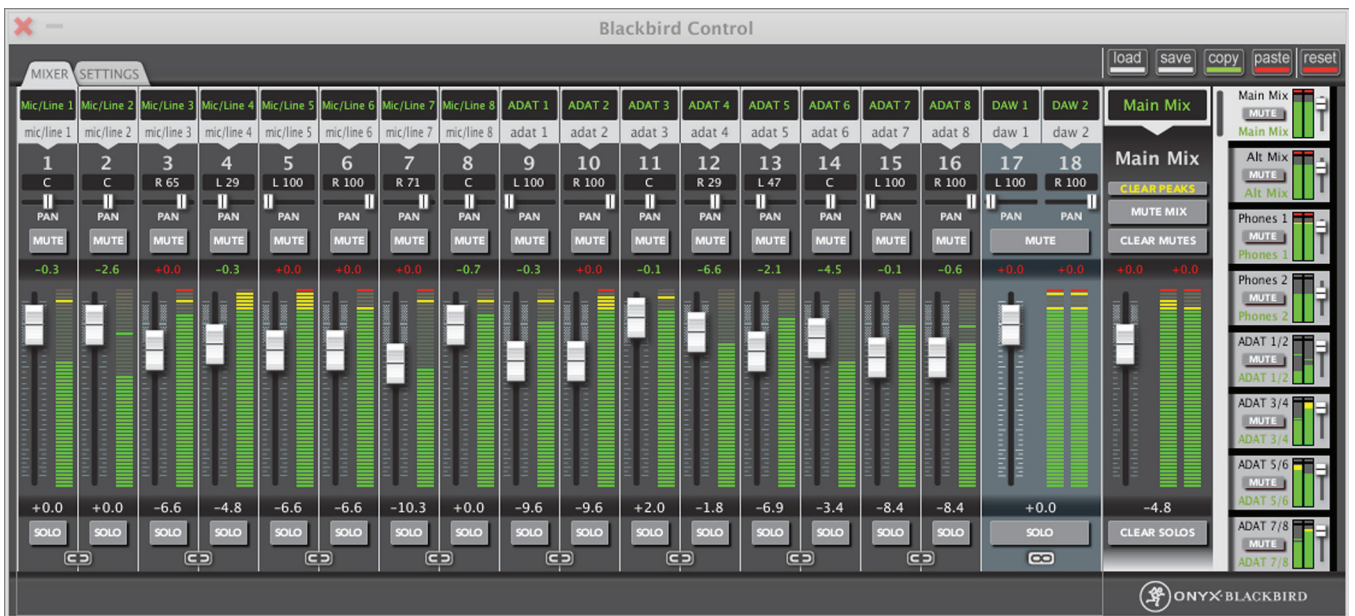 Blackbird Control
load save copy paste reset
MIXER SETTINGS
Mic/Line 1 Mic/Line 2 Mic/Line 3 Mic/Line 4 Mic/Line 5 Mic/Line 6 Mic/Line 7 Mic/Line 8 ADAT 1 ADAT 2 ADAT 3 ADAT 4 ADAT 5 ADAT 6 ADAT 7 ADAT 8 DAW 1 DAW 2 Main Mix
mic/line 1 mic/line 2 mic/line 3 mic/line 4 mic/line 5 mic/line 6 mic/line 7 mic/line 8 adat 1 adat 2 adat 3 adat 4 adat 5 adat 6 adat 7 adat 8 daw 1 daw 2
1 2 3 4 5 6 7 8 9 10 11 12 13 14 15 16 17 18 Main Mix
C C R 65 L 29 L 100 R 100 R 71 C L 100 R 100 C R 29 L 47 C L 100 R 100 L 100 R 100 CLEAR PEAKS
PAN PAN PAN PAN PAN PAN PAN PAN PAN PAN PAN PAN PAN PAN PAN PAN PAN PAN MUTE MIX
MUTE MUTE MUTE MUTE MUTE MUTE MUTE MUTE MUTE MUTE MUTE MUTE MUTE MUTE MUTE MUTE MUTE CLEAR MUTES
-0.3 -2.6 +0.0 -0.3 +0.0 +0.0 +0.0 -0.7 -0.3 +0.0 -0.1 -6.6 -2.1 -4.5 -0.1 -0.6 +0.0 +0.0 +0.0 +0.0
+0.0 +0.0 -6.6 -4.8 -6.6 -6.6 -10.3 +0.0 -9.6 -9.6 +2.0 -1.8 -6.9 -3.4 -8.4 -8.4 +0.0 -4.8
SOLO SOLO SOLO SOLO SOLO SOLO SOLO SOLO SOLO SOLO SOLO SOLO SOLO SOLO SOLO SOLO SOLO CLEAR SOLOS
Main Mix
MUTE
Main Mix
Alt Mix
MUTE
Alt Mix
Phones 1
MUTE
Phones 1
Phones 2
MUTE
Phones 2
ADAT 1/2
MUTE
ADAT 1/2
ADAT 3/4
MUTE
ADAT 3/4
ADAT 5/6
MUTE
ADAT 5/6
ADAT 7/8
MUTE
ADAT 7/8
ONYX·BLACKBIRD